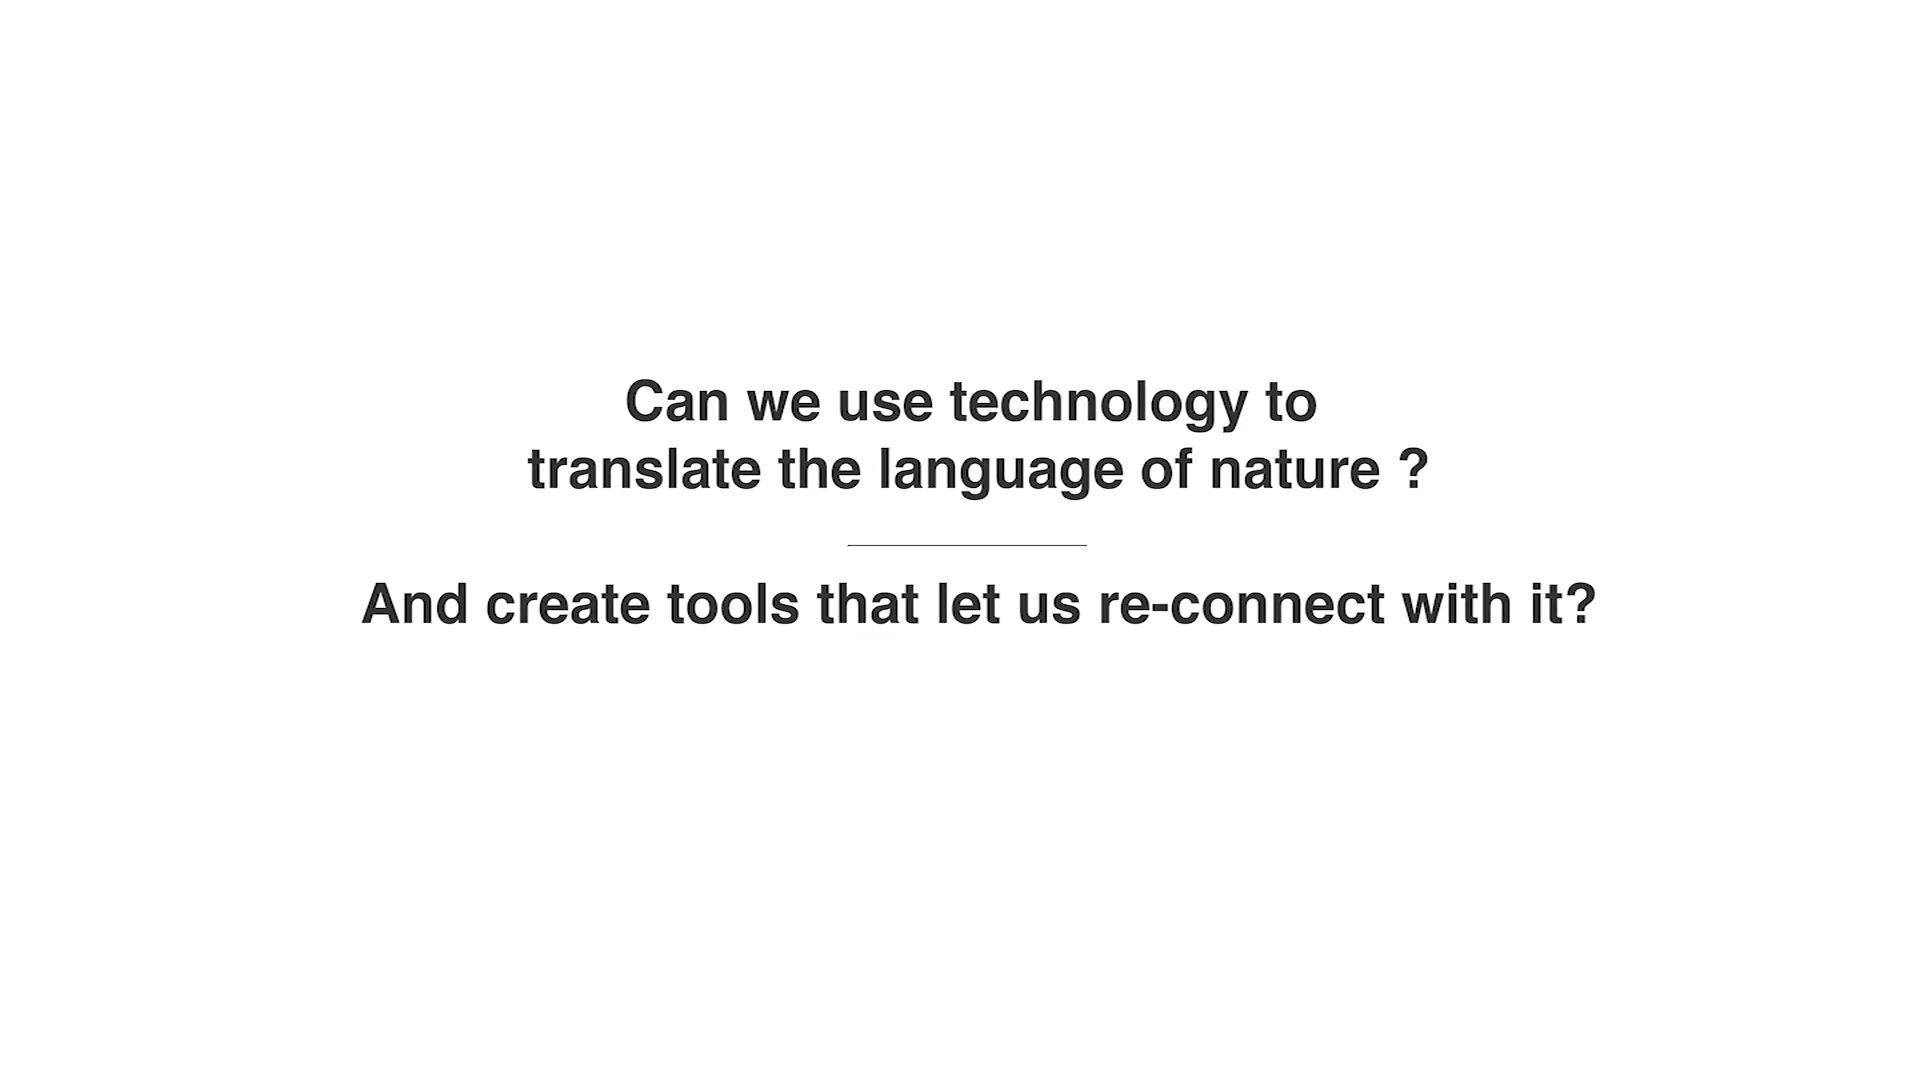 Can we use technology to
translate the language of nature ?
And create tools that let us re-connect with it?